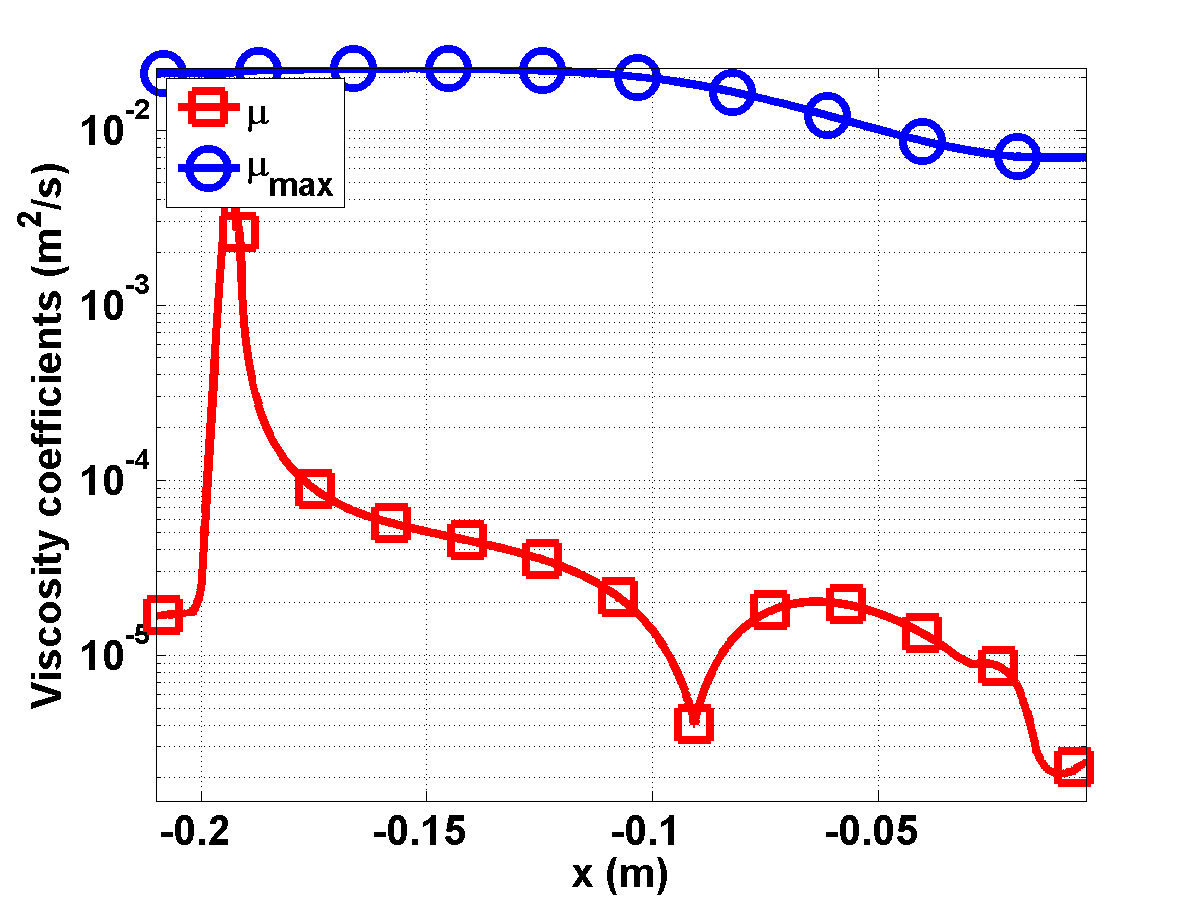 μ
μmax
10-2
10-3
10-4
10-5
Viscosity coefficients (m2/s)
-0.2 -0.15 -0.1 -0.05
x (m)